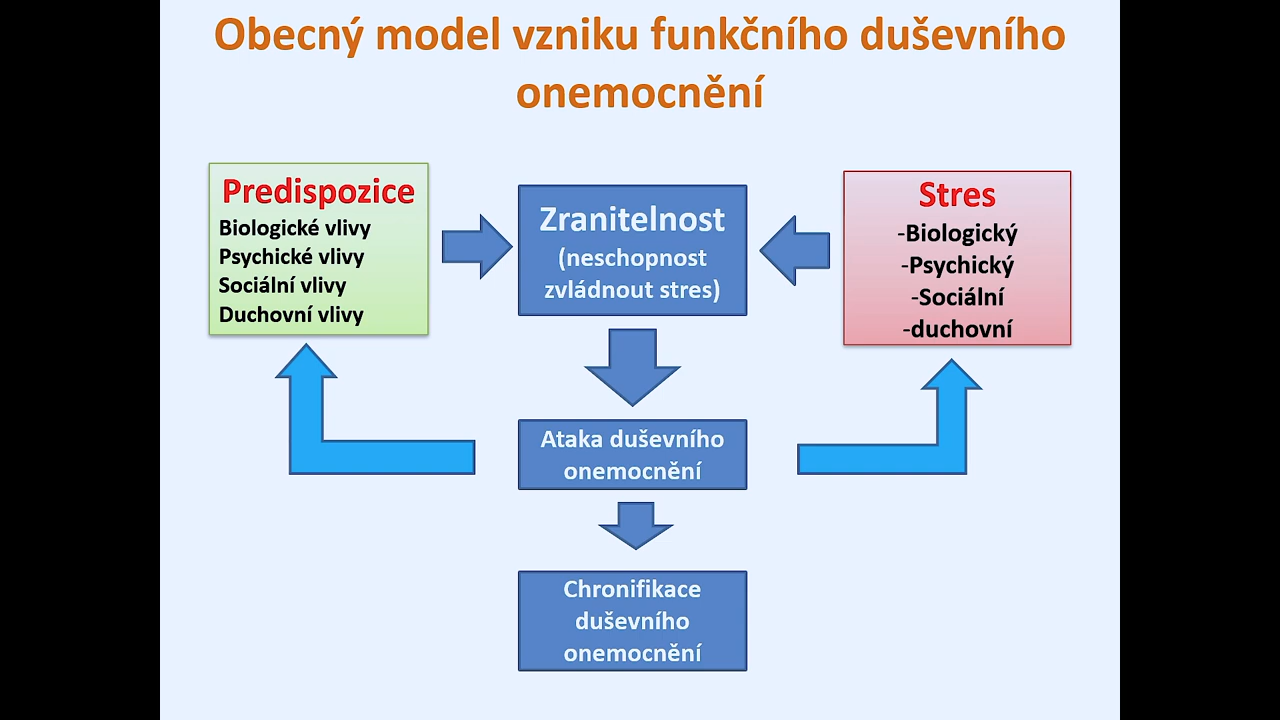 Obecný model vzniku funkčního duševního
onemocnění
Predispozice
Biologické vlivy
Psychické vlivy
Sociální vlivy
Duchovní vlivy
Zranitelnost
(neschopnost
zvládnout stres)
Stres
-Biologický
-Psychický
-Sociální
-duchovní
Ataka duševního
onemocnění
Chronifikace
duševního
onemocnění